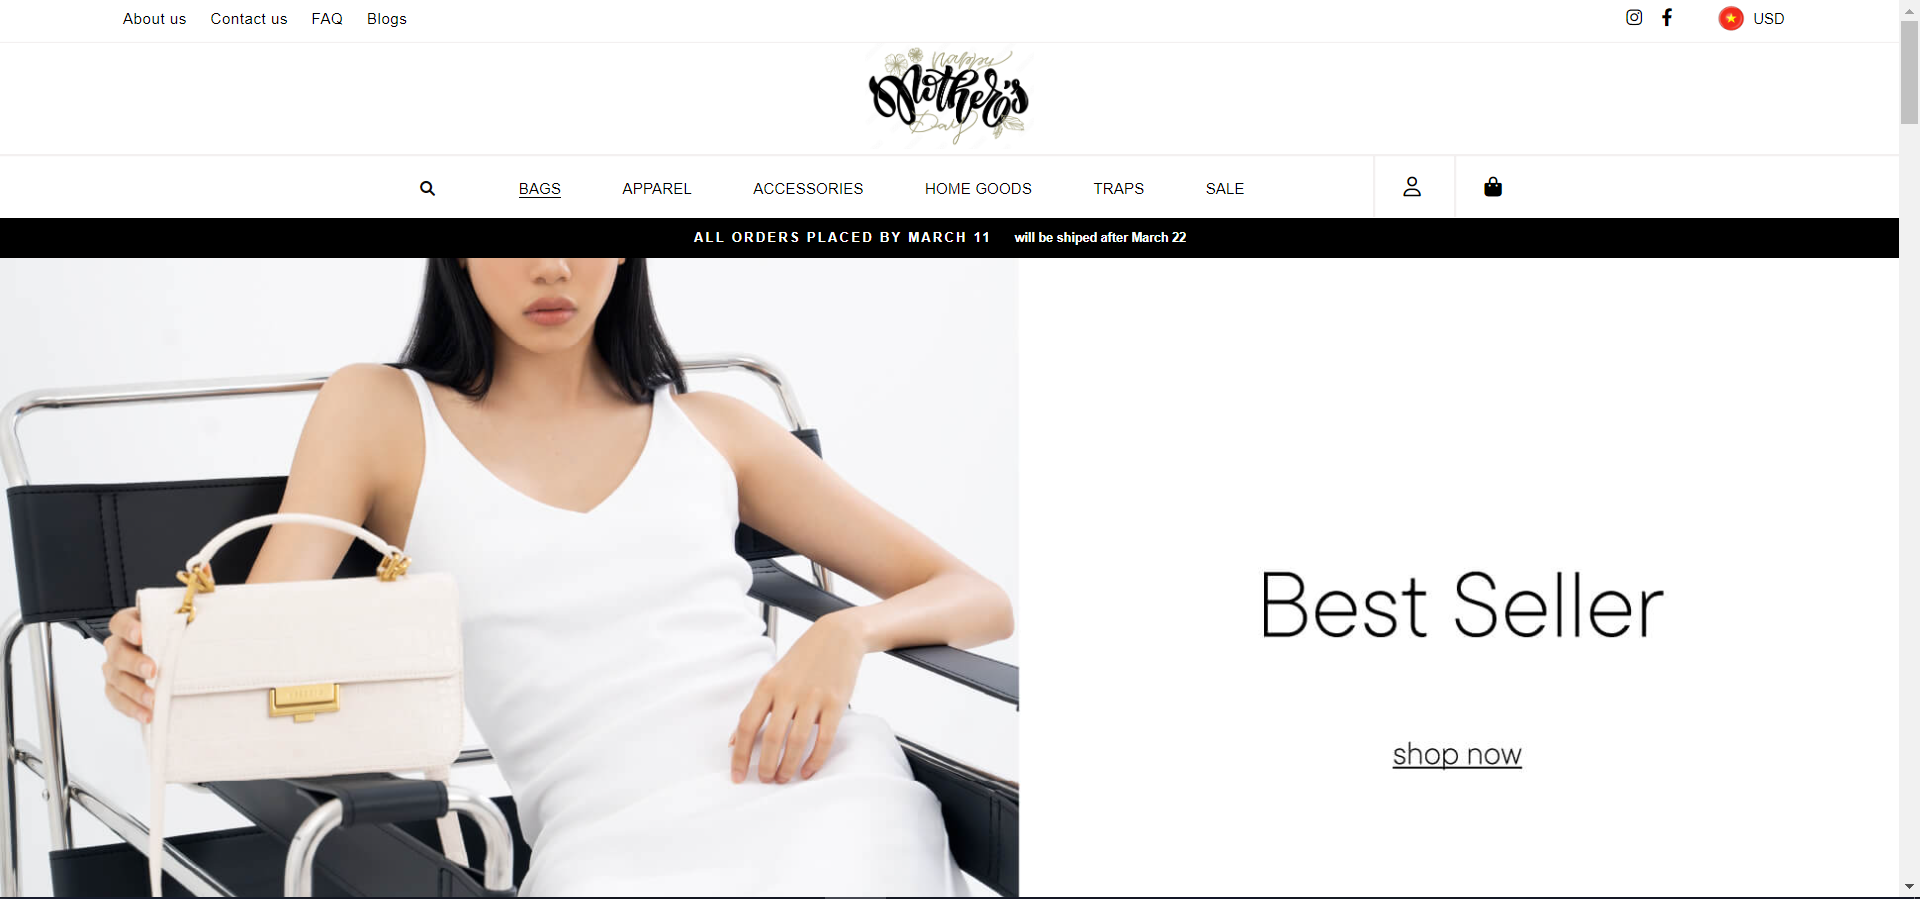 About us Contact us FAQ Blogs USD
Happy
Mother's
Day
BAGS APPAREL ACCESSORIES HOME GOODS TRAPS SALE
ALL ORDERS PLACED BY MARCH 11 will be shiped after March 22
Best Seller
shop now